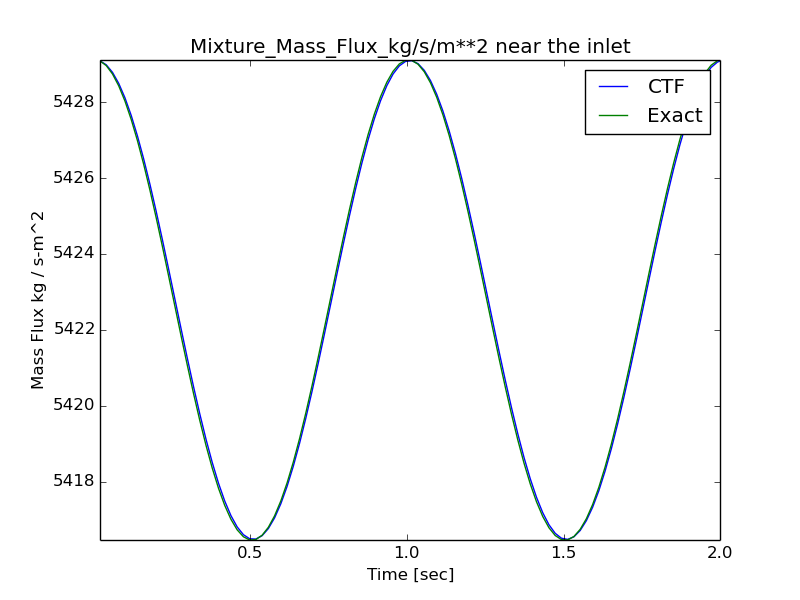 Mixture_Mass_Flux_kg/s/m**2 near the inlet
CTF
Exact
Mass Flux kg / s-m^2
5428
5426
5424
5422
5420
5418
0.5
1.0
1.5
2.0
Time [sec]